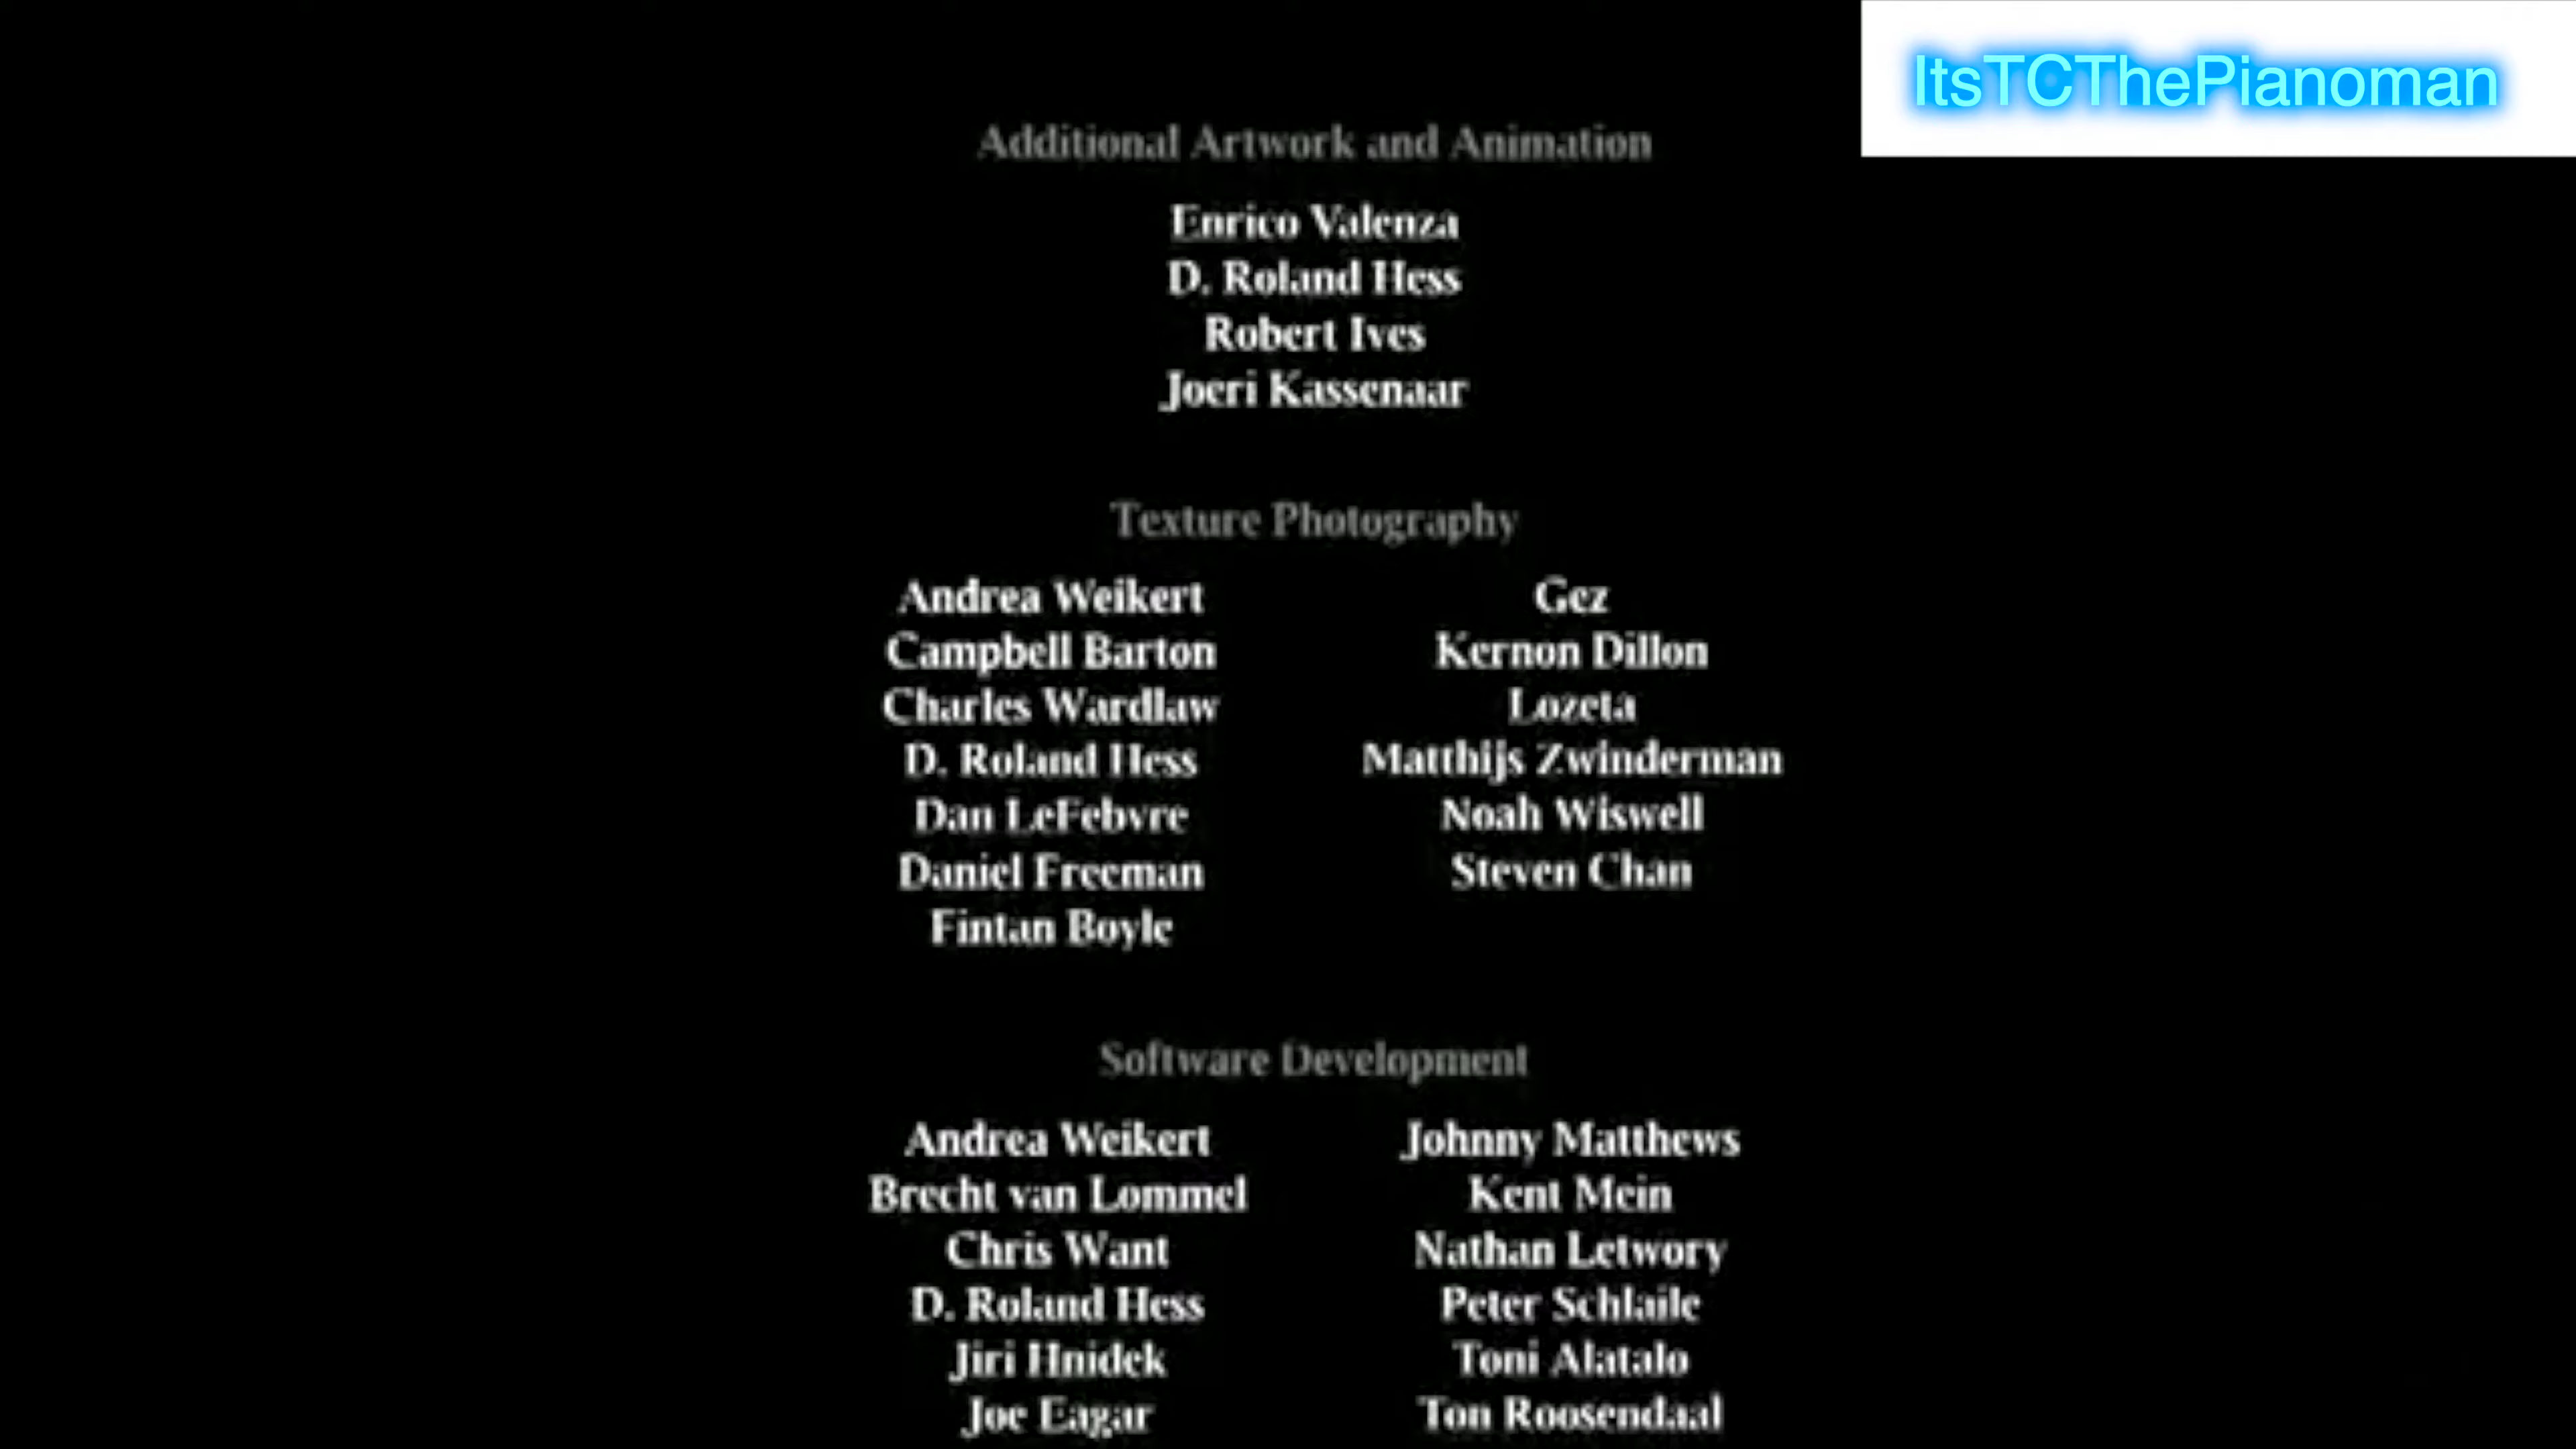 ItsTCThePianoman
Additional Artwork and Animation
Enrico Valenza
D. Roland Hess
Robert Ives
Joeri Kassenaar
Texture Photography
Andrea Weikert
Campbell Barton
Charles Wardlaw
D. Roland Hess
Dan LeFebvre
Daniel Freeman
Fintan Boyle
Gez
Kernon Dillon
Lozeta
Matthijs Zwinderman
Noah Wiswell
Steven Chan
Software Development
Andrea Weikert
Brecht van Lommel
Chris Want
D. Roland Hess
Jiri Hnidek
Joe Eagar
Johnny Matthews
Kent Mein
Nathan Letwory
Peter Schlaile
Toni Alatalo
Ton Roosendaal